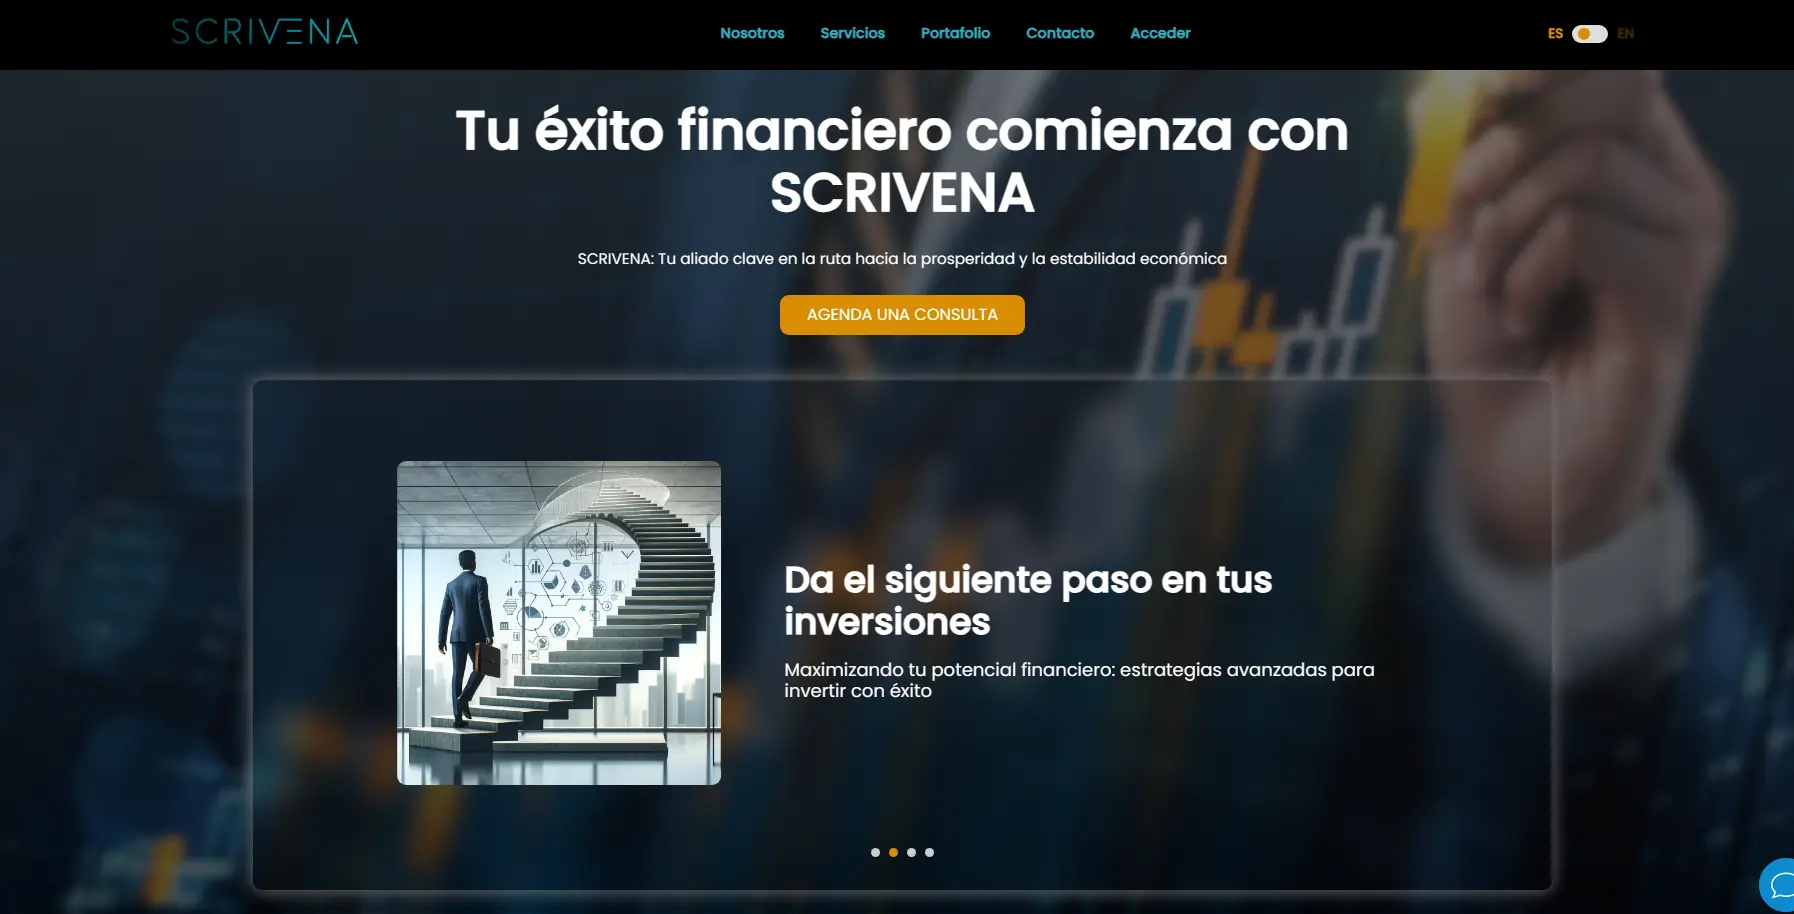 SCRIVENA
Nosotros
Servicios
Portafolio
Contacto
Acceder
ES
EN
Tu éxito financiero comienza con
SCRIVENA
SCRIVENA: Tu aliado clave en la ruta hacia la prosperidad y la estabilidad económica
AGENDA UNA CONSULTA
Da el siguiente paso en tus
inversiones
Maximizando tu potencial financiero: estrategias avanzadas para
invertir con éxito